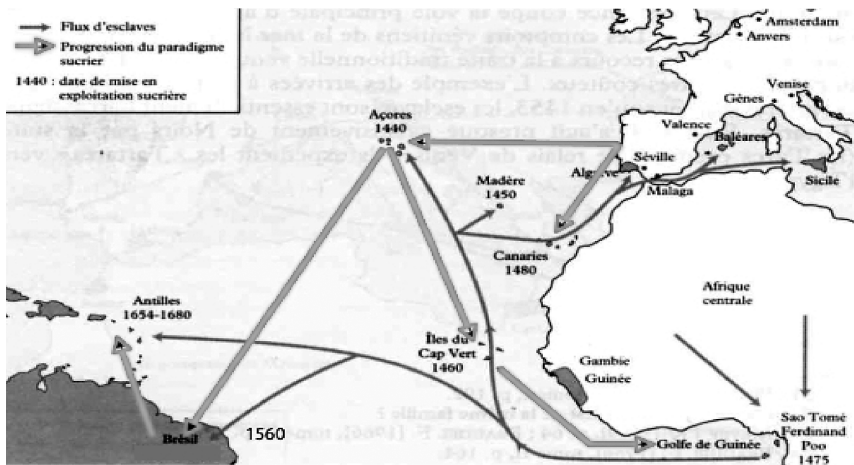 Flux d'esclaves
Progression du paradigme
sucrier
1440 : date de mise en
exploitation sucrière
Amsterdam
Anvers
Venise
Gênes
Valence
Baléares
Açores
1440
Séville
Algarve
Malaga
Sicile
Madère
1450
Canaries
1480
Afrique
centrale
Antilles
1654-1680
Îles du
Cap Vert
1460
Gambie
Guinée
Sao Tomé
Ferdinand
Poo
1475
Brésil
1560
Golfe de Guinée